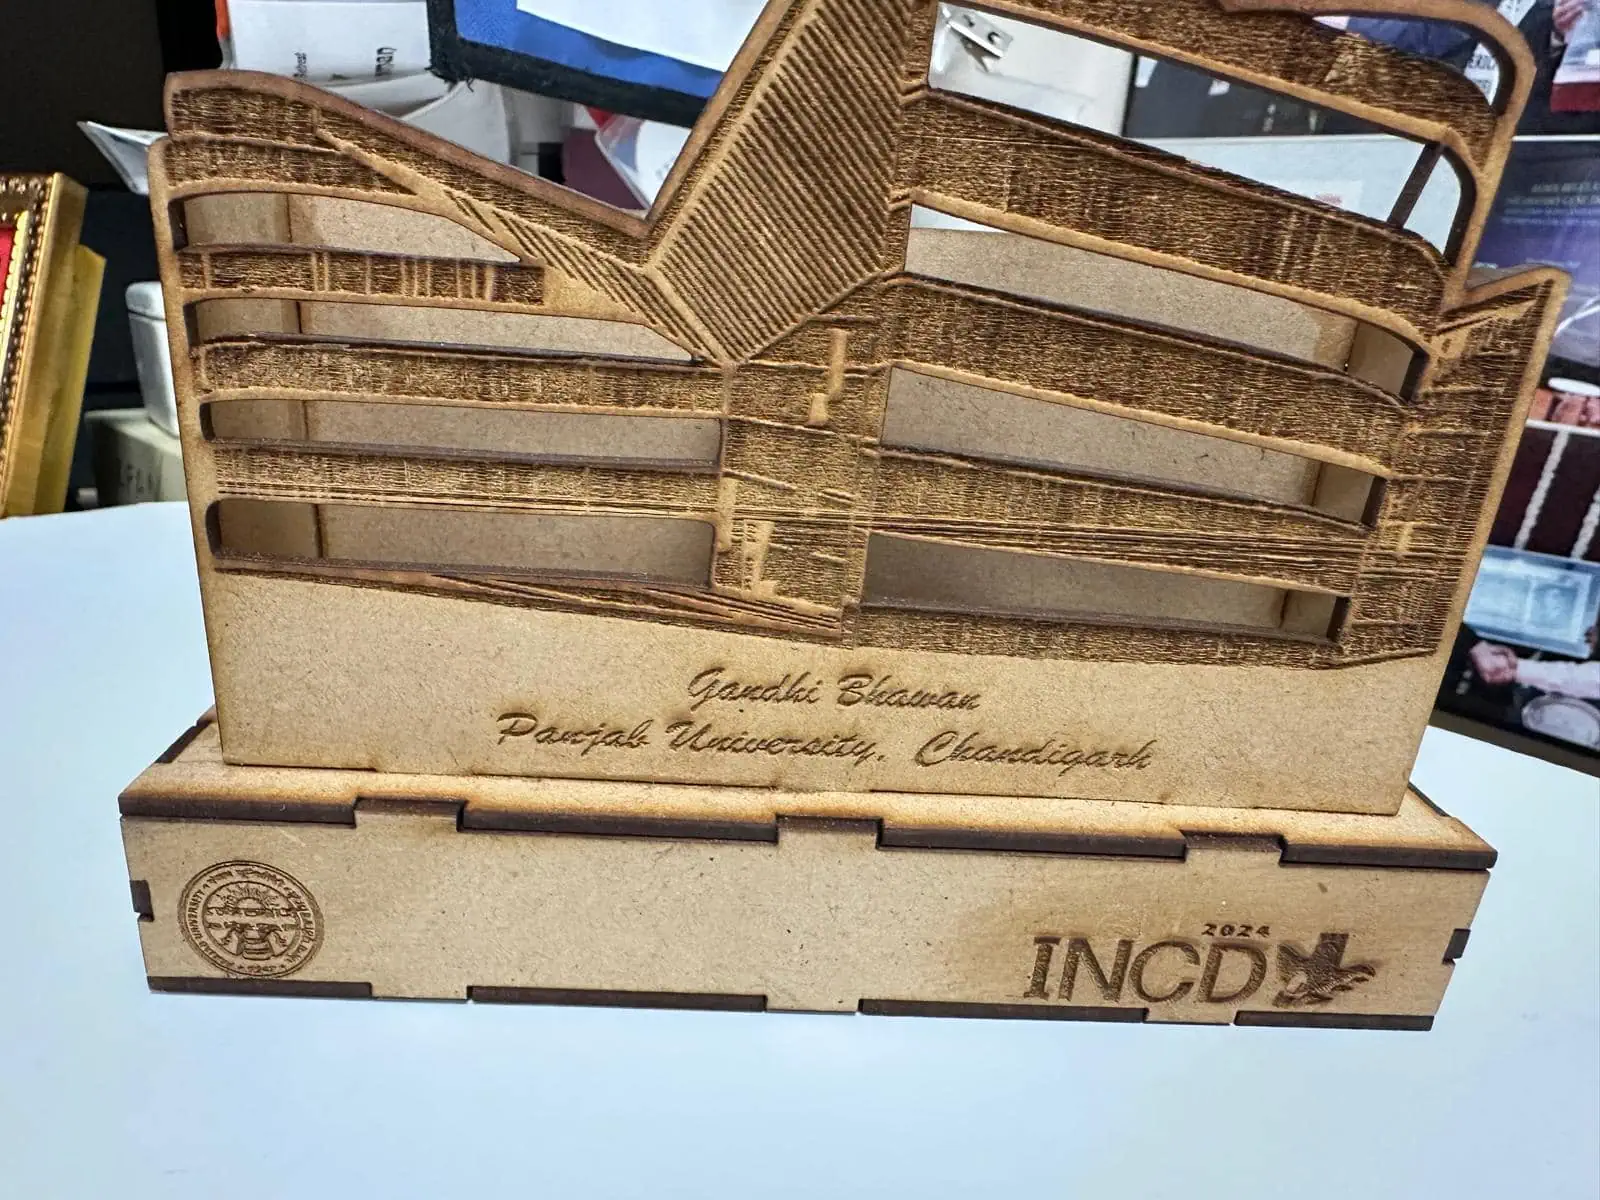 Gandhi Bhawan
Panjab University, Chandigarh
2024
INCD